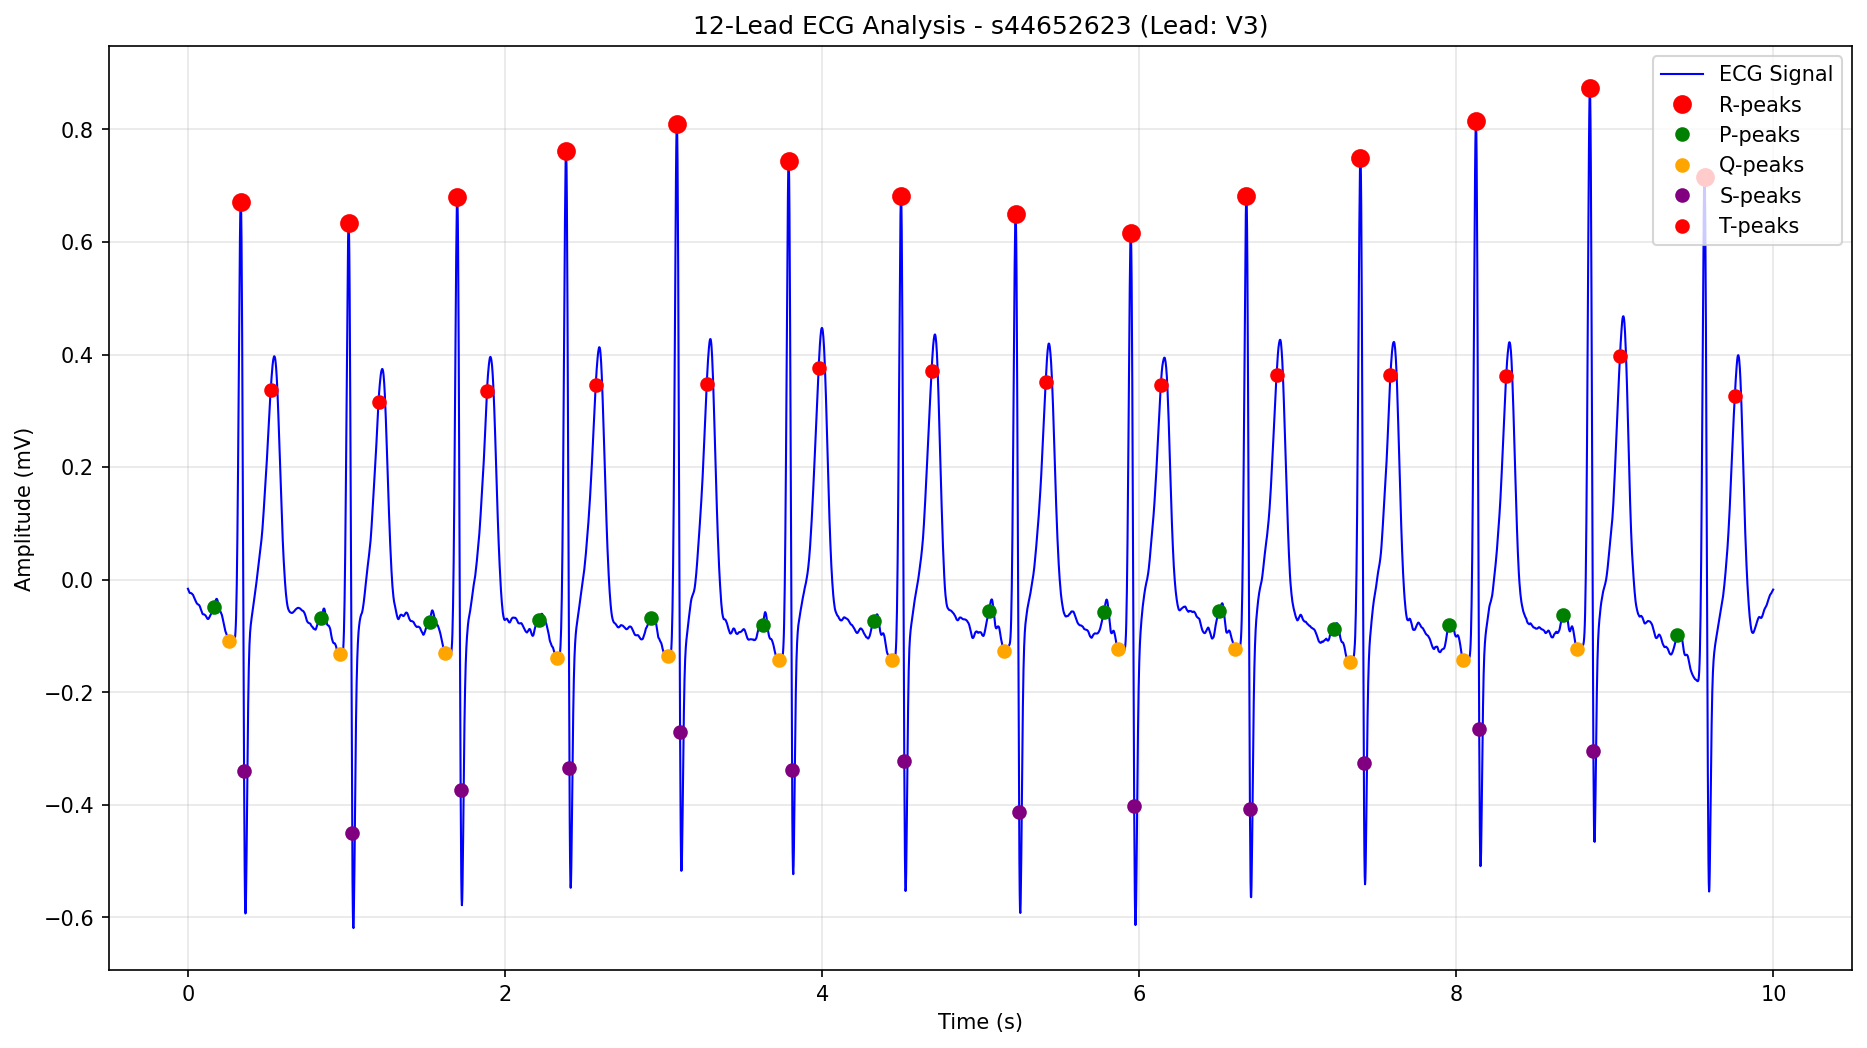 12-Lead ECG Analysis - s44652623 (Lead: V3)
ECG Signal
R-peaks
P-peaks
Q-peaks
S-peaks
T-peaks
Amplitude (mV)
0.8
0.6
0.4
0.2
0.0
−0.2
−0.4
−0.6
0 2 4 6 8 10
Time (s)